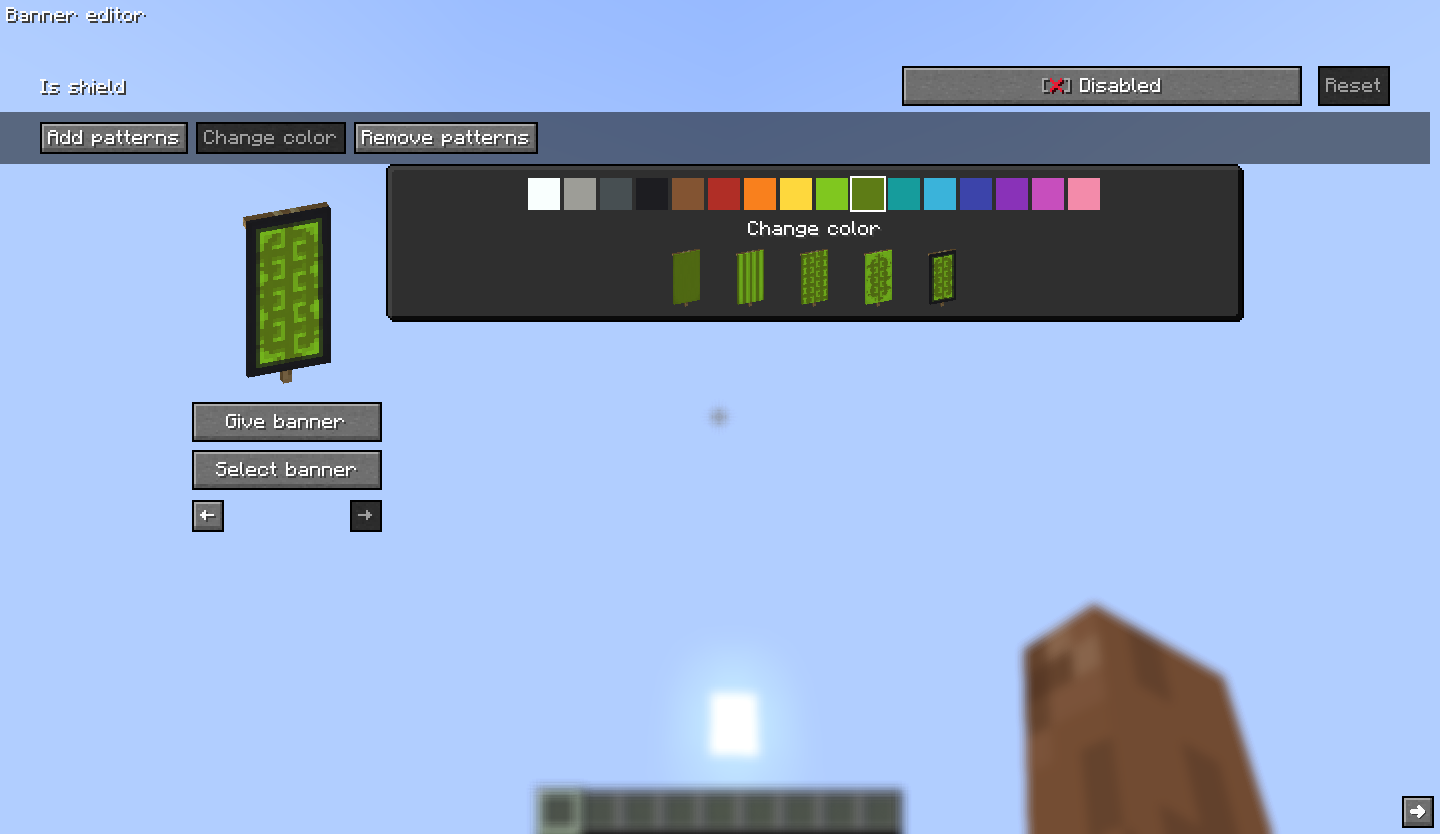 Banner editor
Is shield
[❌] Disabled
Reset
Add patterns
Change color
Remove patterns
Change color
Give banner
Select banner